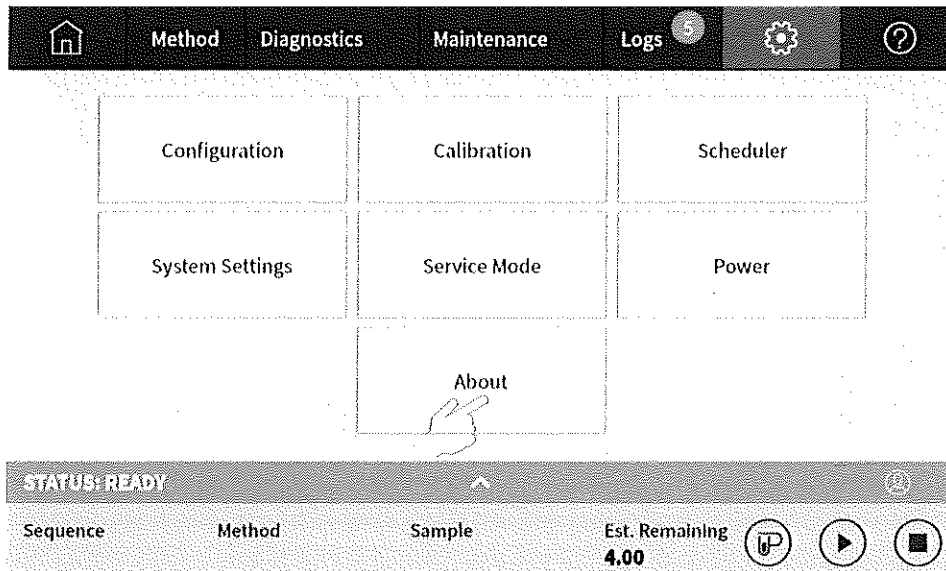 Method Diagnostics Maintenance Logs 5
Configuration Calibration Scheduler
System Settings Service Mode Power
About
STATUS: READY
Sequence Method Sample Est. Remaining
4.00